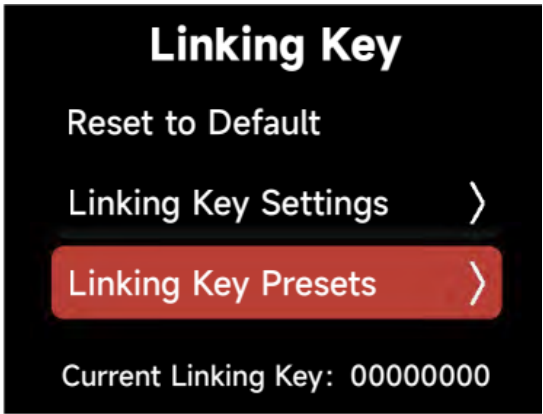 Linking Key
Reset to Default
Linking Key Settings
Linking Key Presets
Current Linking Key: 00000000